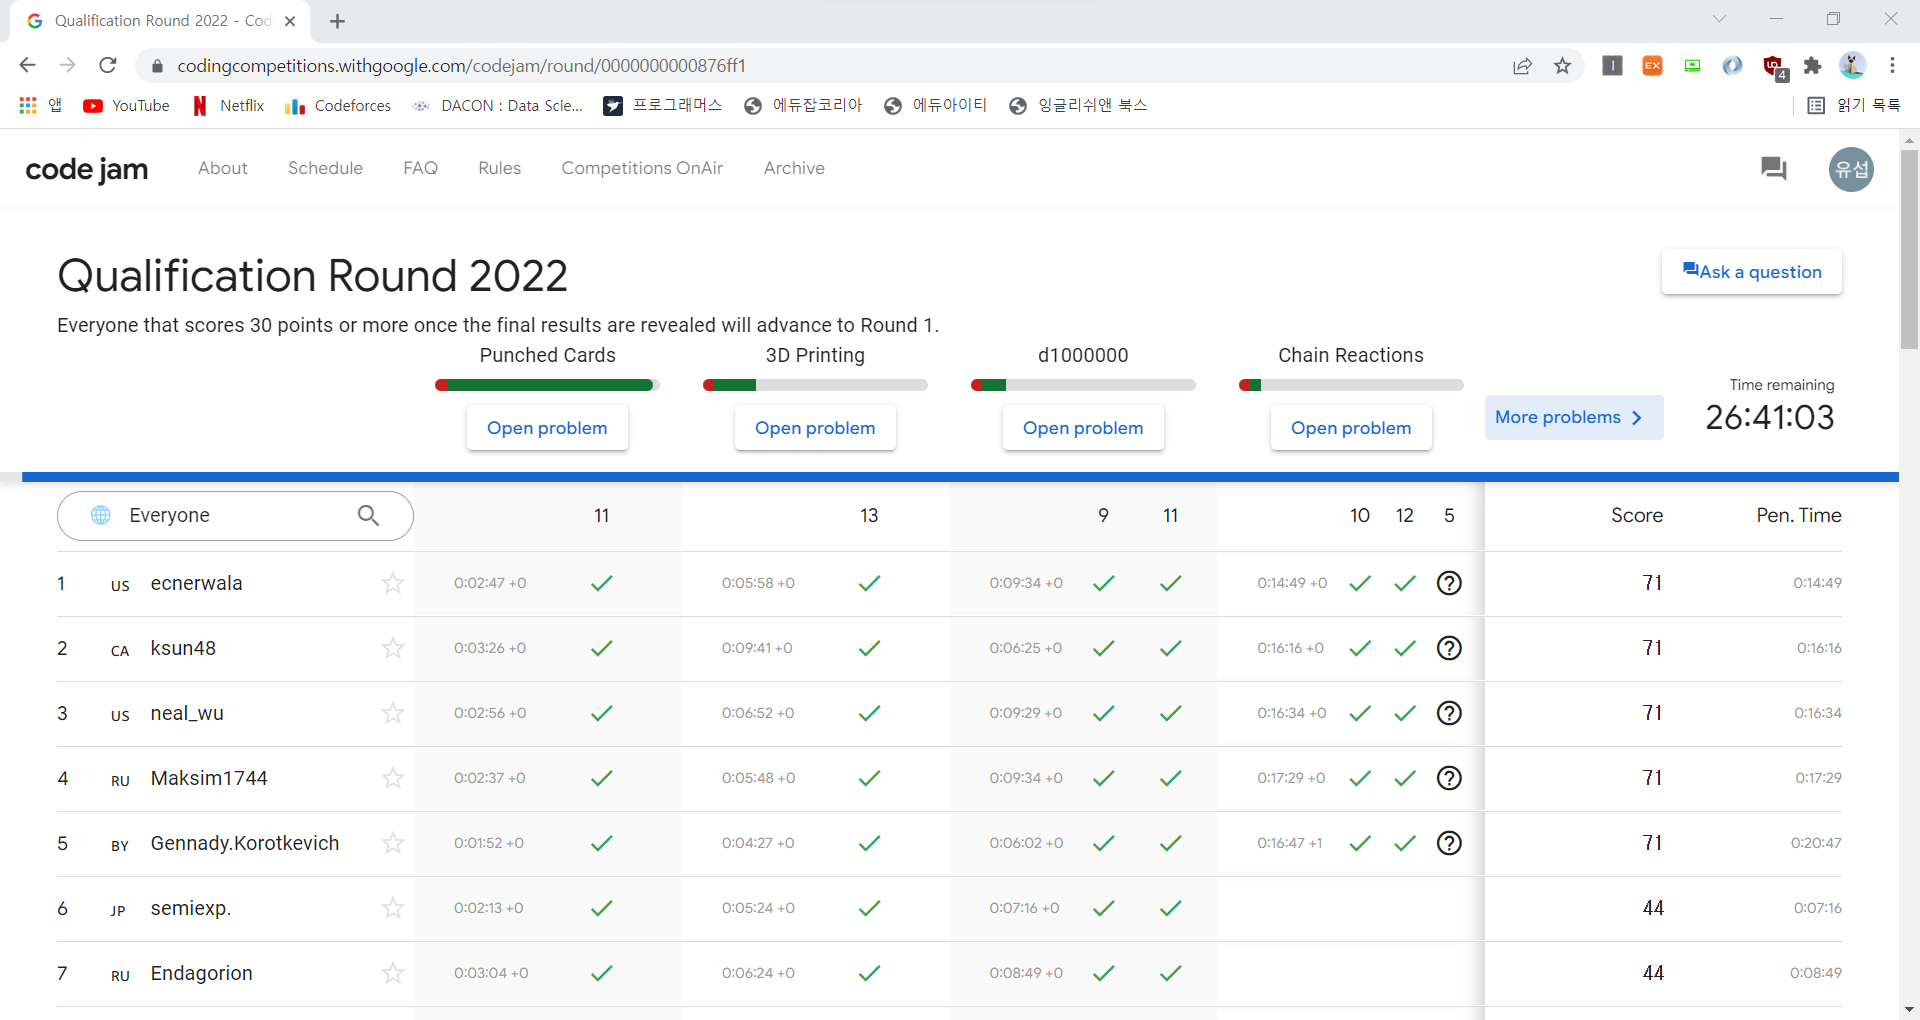 Qualification Round 2022 - Cod
codingcompetitions.withgoogle.com/codejam/round/0000000000876ff1
EX
4
앱 YouTube Netflix Codeforces DACON : Data Scie... 프로그래머스 에듀잡코리아 에듀아이티 잉글리쉬앤 북스 읽기 목록
code jam About Schedule FAQ Rules Competitions OnAir Archive 유섭
Qualification Round 2022
Ask a question
Everyone that scores 30 points or more once the final results are revealed will advance to Round 1.
Punched Cards 3D Printing d1000000 Chain Reactions
Time remaining
Open problem Open problem Open problem Open problem More problems 26:41:03
Everyone 11 13 9 11 10 12 5 Score Pen. Time
1 US ecnerwala 0:02:47 +0 0:05:58 +0 0:09:34 +0 0:14:49 +0 71 0:14:49
2 CA ksun48 0:03:26 +0 0:09:41 +0 0:06:25 +0 0:16:16 +0 71 0:16:16
3 US neal_wu 0:02:56 +0 0:06:52 +0 0:09:29 +0 0:16:34 +0 71 0:16:34
4 RU Maksim1744 0:02:37 +0 0:05:48 +0 0:09:34 +0 0:17:29 +0 71 0:17:29
5 BY Gennady.Korotkevich 0:01:52 +0 0:04:27 +0 0:06:02 +0 0:16:47 +1 71 0:20:47
6 JP semiexp. 0:02:13 +0 0:05:24 +0 0:07:16 +0 44 0:07:16
7 RU Endagorion 0:03:04 +0 0:06:24 +0 0:08:49 +0 44 0:08:49